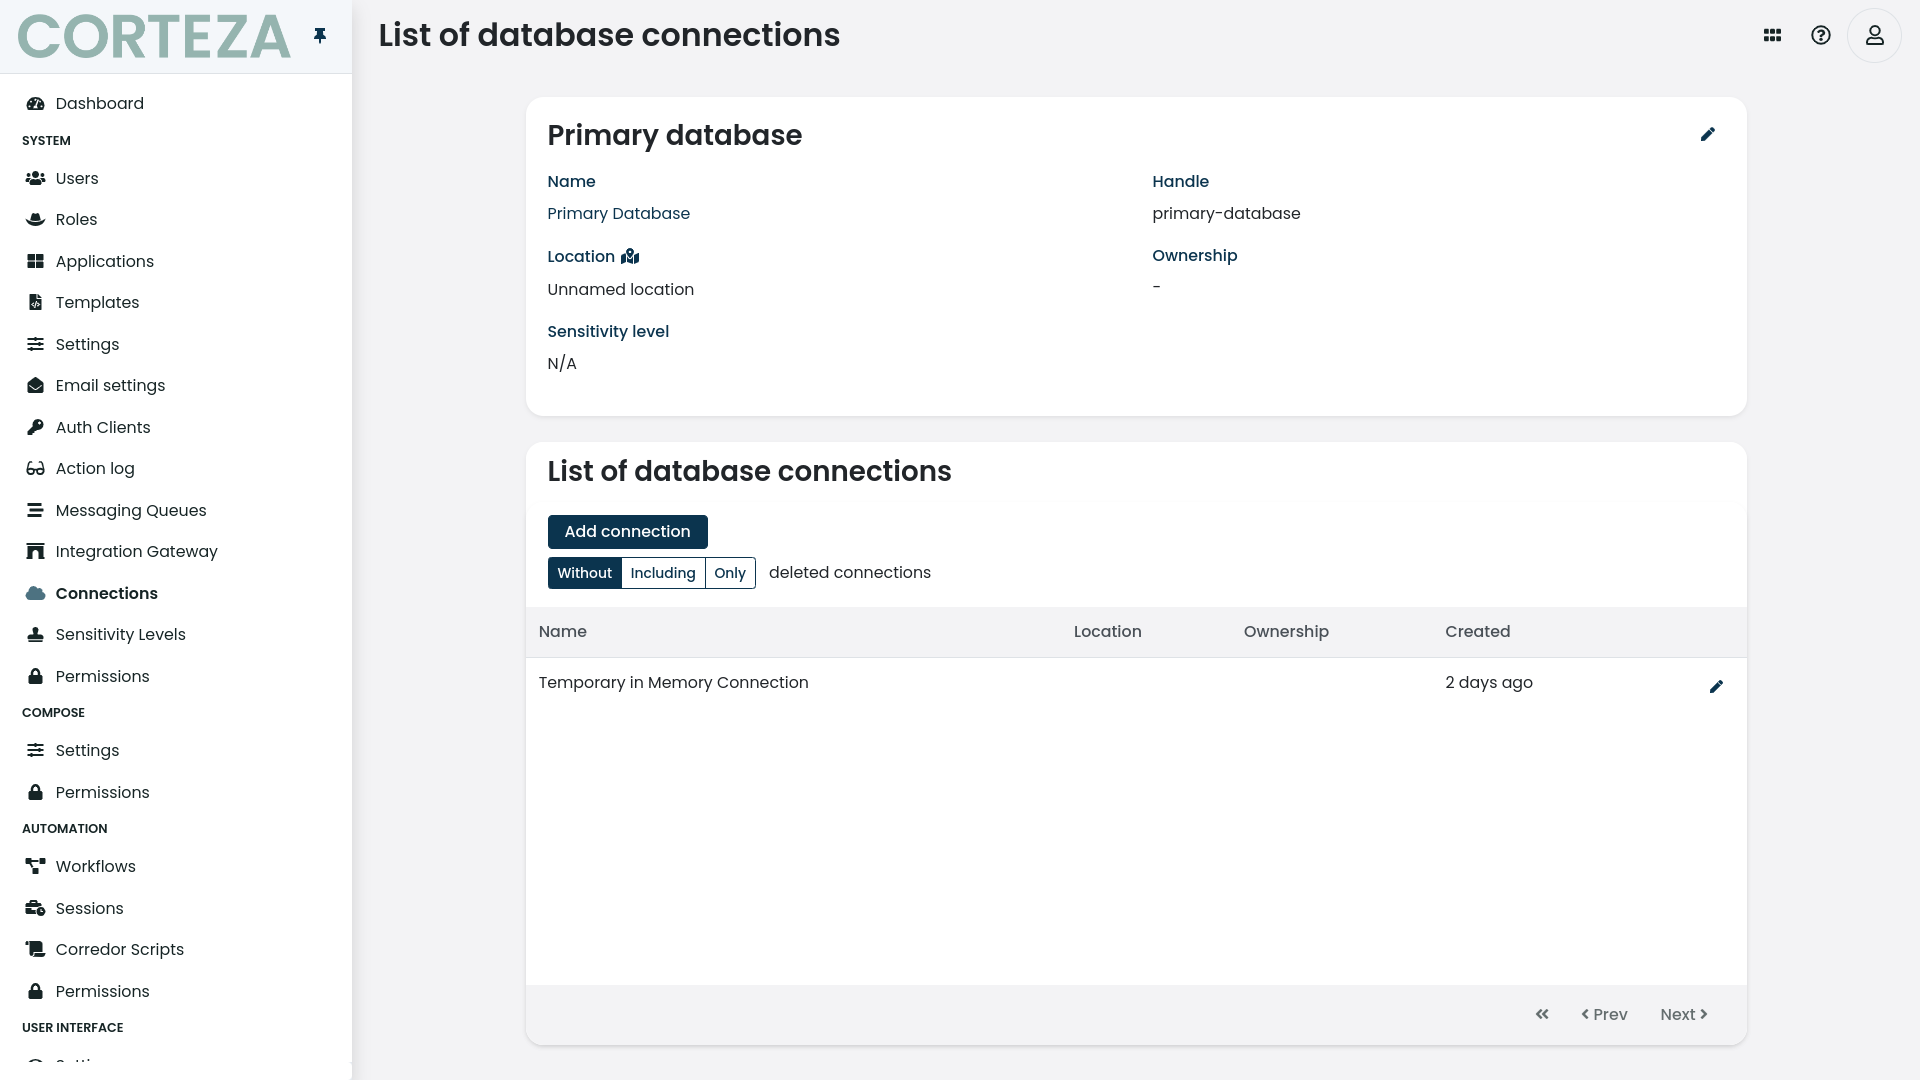 CORTEZA
List of database connections
Dashboard
SYSTEM
Users
Roles
Applications
Templates
Settings
Email settings
Auth Clients
Action log
Messaging Queues
Integration Gateway
Connections
Sensitivity Levels
Permissions
COMPOSE
Settings
Permissions
AUTOMATION
Workflows
Sessions
Corredor Scripts
Permissions
USER INTERFACE
Primary database
Name
Primary Database
Handle
primary-database
Location
Unnamed location
Ownership
-
Sensitivity level
N/A
List of database connections
Add connection
Without Including Only deleted connections
Name Location Ownership Created
Temporary in Memory Connection 2 days ago
Prev Next